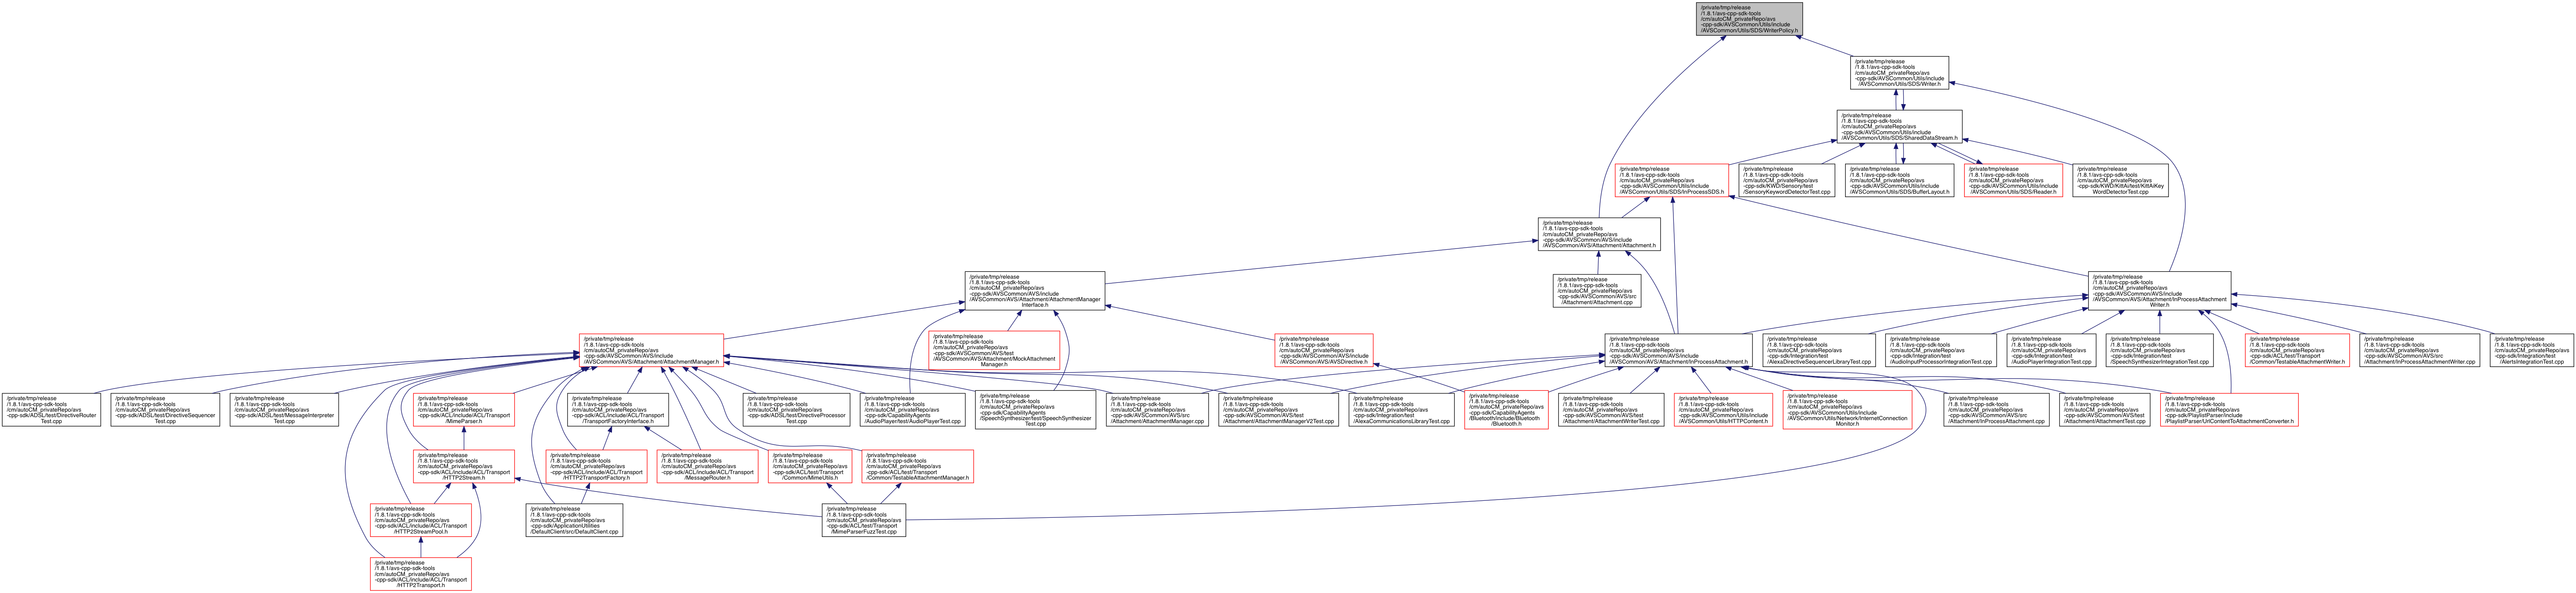 /private/tmp/release
/1.8.1/avs-cpp-sdk-tools
/cm/autoCM_privateRepo/avs
-cpp-sdk/AVSCommon/Utils/include
/AVSCommon/Utils/SDS/WriterPolicy.h
/private/tmp/release
/1.8.1/avs-cpp-sdk-tools
/cm/autoCM_privateRepo/avs
-cpp-sdk/AVSCommon/Utils/include
/AVSCommon/Utils/SDS/Writer.h
/private/tmp/release
/1.8.1/avs-cpp-sdk-tools
/cm/autoCM_privateRepo/avs
-cpp-sdk/AVSCommon/Utils/include
/AVSCommon/Utils/SDS/SharedDataStream.h
/private/tmp/release
/1.8.1/avs-cpp-sdk-tools
/cm/autoCM_privateRepo/avs
-cpp-sdk/AVSCommon/Utils/include
/AVSCommon/Utils/SDS/InProcessSDS.h
/private/tmp/release
/1.8.1/avs-cpp-sdk-tools
/cm/autoCM_privateRepo/avs
-cpp-sdk/KWD/Sensory/test
/SensoryKeywordDetectorTest.cpp
/private/tmp/release
/1.8.1/avs-cpp-sdk-tools
/cm/autoCM_privateRepo/avs
-cpp-sdk/AVSCommon/Utils/include
/AVSCommon/Utils/SDS/BufferLayout.h
/private/tmp/release
/1.8.1/avs-cpp-sdk-tools
/cm/autoCM_privateRepo/avs
-cpp-sdk/AVSCommon/Utils/include
/AVSCommon/Utils/SDS/Reader.h
/private/tmp/release
/1.8.1/avs-cpp-sdk-tools
/cm/autoCM_privateRepo/avs
-cpp-sdk/KWD/KittAi/test/KittAiKey
WordDetectorTest.cpp
/private/tmp/release
/1.8.1/avs-cpp-sdk-tools
/cm/autoCM_privateRepo/avs
-cpp-sdk/AVSCommon/AVS/include
/AVSCommon/AVS/Attachment/Attachment.h
/private/tmp/release
/1.8.1/avs-cpp-sdk-tools
/cm/autoCM_privateRepo/avs
-cpp-sdk/AVSCommon/AVS/include
/AVSCommon/AVS/Attachment/AttachmentManager
Interface.h
/private/tmp/release
/1.8.1/avs-cpp-sdk-tools
/cm/autoCM_privateRepo/avs
-cpp-sdk/AVSCommon/AVS/src
/Attachment/Attachment.cpp
/private/tmp/release
/1.8.1/avs-cpp-sdk-tools
/cm/autoCM_privateRepo/avs
-cpp-sdk/AVSCommon/AVS/include
/AVSCommon/AVS/Attachment/InProcessAttachment
Writer.h
/private/tmp/release
/1.8.1/avs-cpp-sdk-tools
/cm/autoCM_privateRepo/avs
-cpp-sdk/AVSCommon/AVS/include
/AVSCommon/AVS/Attachment/AttachmentManager.h
/private/tmp/release
/1.8.1/avs-cpp-sdk-tools
/cm/autoCM_privateRepo/avs
-cpp-sdk/AVSCommon/AVS/test
/AVSCommon/AVS/Attachment/MockAttachment
Manager.h
/private/tmp/release
/1.8.1/avs-cpp-sdk-tools
/cm/autoCM_privateRepo/avs
-cpp-sdk/AVSCommon/AVS/include
/AVSCommon/AVS/AVSDirective.h
/private/tmp/release
/1.8.1/avs-cpp-sdk-tools
/cm/autoCM_privateRepo/avs
-cpp-sdk/AVSCommon/AVS/include
/AVSCommon/AVS/Attachment/InProcessAttachment.h
/private/tmp/release
/1.8.1/avs-cpp-sdk-tools
/cm/autoCM_privateRepo/avs
-cpp-sdk/Integration/test
/AlexaDirectiveSequencerLibraryTest.cpp
/private/tmp/release
/1.8.1/avs-cpp-sdk-tools
/cm/autoCM_privateRepo/avs
-cpp-sdk/Integration/test
/AudioInputProcessorIntegrationTest.cpp
/private/tmp/release
/1.8.1/avs-cpp-sdk-tools
/cm/autoCM_privateRepo/avs
-cpp-sdk/Integration/test
/AudioPlayerIntegrationTest.cpp
/private/tmp/release
/1.8.1/avs-cpp-sdk-tools
/cm/autoCM_privateRepo/avs
-cpp-sdk/Integration/test
/SpeechSynthesizerIntegrationTest.cpp
/private/tmp/release
/1.8.1/avs-cpp-sdk-tools
/cm/autoCM_privateRepo/avs
-cpp-sdk/ACL/test/Transport
/Common/TestableAttachmentWriter.h
/private/tmp/release
/1.8.1/avs-cpp-sdk-tools
/cm/autoCM_privateRepo/avs
-cpp-sdk/AVSCommon/AVS/src
/Attachment/InProcessAttachmentWriter.cpp
/private/tmp/release
/1.8.1/avs-cpp-sdk-tools
/cm/autoCM_privateRepo/avs
-cpp-sdk/Integration/test
/AlertsIntegrationTest.cpp
/private/tmp/release
/1.8.1/avs-cpp-sdk-tools
/cm/autoCM_privateRepo/avs
-cpp-sdk/ADSL/test/DirectiveRouter
Test.cpp
/private/tmp/release
/1.8.1/avs-cpp-sdk-tools
/cm/autoCM_privateRepo/avs
-cpp-sdk/ADSL/test/DirectiveSequencer
Test.cpp
/private/tmp/release
/1.8.1/avs-cpp-sdk-tools
/cm/autoCM_privateRepo/avs
-cpp-sdk/ADSL/test/MessageInterpreter
Test.cpp
/private/tmp/release
/1.8.1/avs-cpp-sdk-tools
/cm/autoCM_privateRepo/avs
-cpp-sdk/ACL/include/ACL/Transport
/MimeParser.h
/private/tmp/release
/1.8.1/avs-cpp-sdk-tools
/cm/autoCM_privateRepo/avs
-cpp-sdk/ACL/include/ACL/Transport
/TransportFactoryInterface.h
/private/tmp/release
/1.8.1/avs-cpp-sdk-tools
/cm/autoCM_privateRepo/avs
-cpp-sdk/ADSL/test/DirectiveProcessor
Test.cpp
/private/tmp/release
/1.8.1/avs-cpp-sdk-tools
/cm/autoCM_privateRepo/avs
-cpp-sdk/CapabilityAgents
/AudioPlayer/test/AudioPlayerTest.cpp
/private/tmp/release
/1.8.1/avs-cpp-sdk-tools
/cm/autoCM_privateRepo/avs
-cpp-sdk/CapabilityAgents
/SpeechSynthesizer/test/SpeechSynthesizer
Test.cpp
/private/tmp/release
/1.8.1/avs-cpp-sdk-tools
/cm/autoCM_privateRepo/avs
-cpp-sdk/AVSCommon/AVS/src
/Attachment/AttachmentManager.cpp
/private/tmp/release
/1.8.1/avs-cpp-sdk-tools
/cm/autoCM_privateRepo/avs
-cpp-sdk/AVSCommon/AVS/test
/Attachment/AttachmentManagerV2Test.cpp
/private/tmp/release
/1.8.1/avs-cpp-sdk-tools
/cm/autoCM_privateRepo/avs
-cpp-sdk/Integration/test
/AlexaCommunicationsLibraryTest.cpp
/private/tmp/release
/1.8.1/avs-cpp-sdk-tools
/cm/autoCM_privateRepo/avs
-cpp-sdk/CapabilityAgents
/Bluetooth/include/Bluetooth
/Bluetooth.h
/private/tmp/release
/1.8.1/avs-cpp-sdk-tools
/cm/autoCM_privateRepo/avs
-cpp-sdk/AVSCommon/AVS/test
/Attachment/AttachmentWriterTest.cpp
/private/tmp/release
/1.8.1/avs-cpp-sdk-tools
/cm/autoCM_privateRepo/avs
-cpp-sdk/AVSCommon/Utils/include
/AVSCommon/Utils/HTTPContent.h
/private/tmp/release
/1.8.1/avs-cpp-sdk-tools
/cm/autoCM_privateRepo/avs
-cpp-sdk/AVSCommon/Utils/include
/AVSCommon/Utils/Network/InternetConnection
Monitor.h
/private/tmp/release
/1.8.1/avs-cpp-sdk-tools
/cm/autoCM_privateRepo/avs
-cpp-sdk/AVSCommon/AVS/src
/Attachment/InProcessAttachment.cpp
/private/tmp/release
/1.8.1/avs-cpp-sdk-tools
/cm/autoCM_privateRepo/avs
-cpp-sdk/AVSCommon/AVS/test
/Attachment/AttachmentTest.cpp
/private/tmp/release
/1.8.1/avs-cpp-sdk-tools
/cm/autoCM_privateRepo/avs
-cpp-sdk/PlaylistParser/include
/PlaylistParser/UrlContentToAttachmentConverter.h
/private/tmp/release
/1.8.1/avs-cpp-sdk-tools
/cm/autoCM_privateRepo/avs
-cpp-sdk/ACL/include/ACL/Transport
/HTTP2Stream.h
/private/tmp/release
/1.8.1/avs-cpp-sdk-tools
/cm/autoCM_privateRepo/avs
-cpp-sdk/ACL/include/ACL/Transport
/HTTP2TransportFactory.h
/private/tmp/release
/1.8.1/avs-cpp-sdk-tools
/cm/autoCM_privateRepo/avs
-cpp-sdk/ACL/include/ACL/Transport
/MessageRouter.h
/private/tmp/release
/1.8.1/avs-cpp-sdk-tools
/cm/autoCM_privateRepo/avs
-cpp-sdk/ACL/test/Transport
/Common/MimeUtils.h
/private/tmp/release
/1.8.1/avs-cpp-sdk-tools
/cm/autoCM_privateRepo/avs
-cpp-sdk/ACL/test/Transport
/Common/TestableAttachmentManager.h
/private/tmp/release
/1.8.1/avs-cpp-sdk-tools
/cm/autoCM_privateRepo/avs
-cpp-sdk/ACL/include/ACL/Transport
/HTTP2StreamPool.h
/private/tmp/release
/1.8.1/avs-cpp-sdk-tools
/cm/autoCM_privateRepo/avs
-cpp-sdk/ApplicationUtilities
/DefaultClient/src/DefaultClient.cpp
/private/tmp/release
/1.8.1/avs-cpp-sdk-tools
/cm/autoCM_privateRepo/avs
-cpp-sdk/ACL/test/Transport
/MimeParserFuzzTest.cpp
/private/tmp/release
/1.8.1/avs-cpp-sdk-tools
/cm/autoCM_privateRepo/avs
-cpp-sdk/ACL/include/ACL/Transport
/HTTP2Transport.h